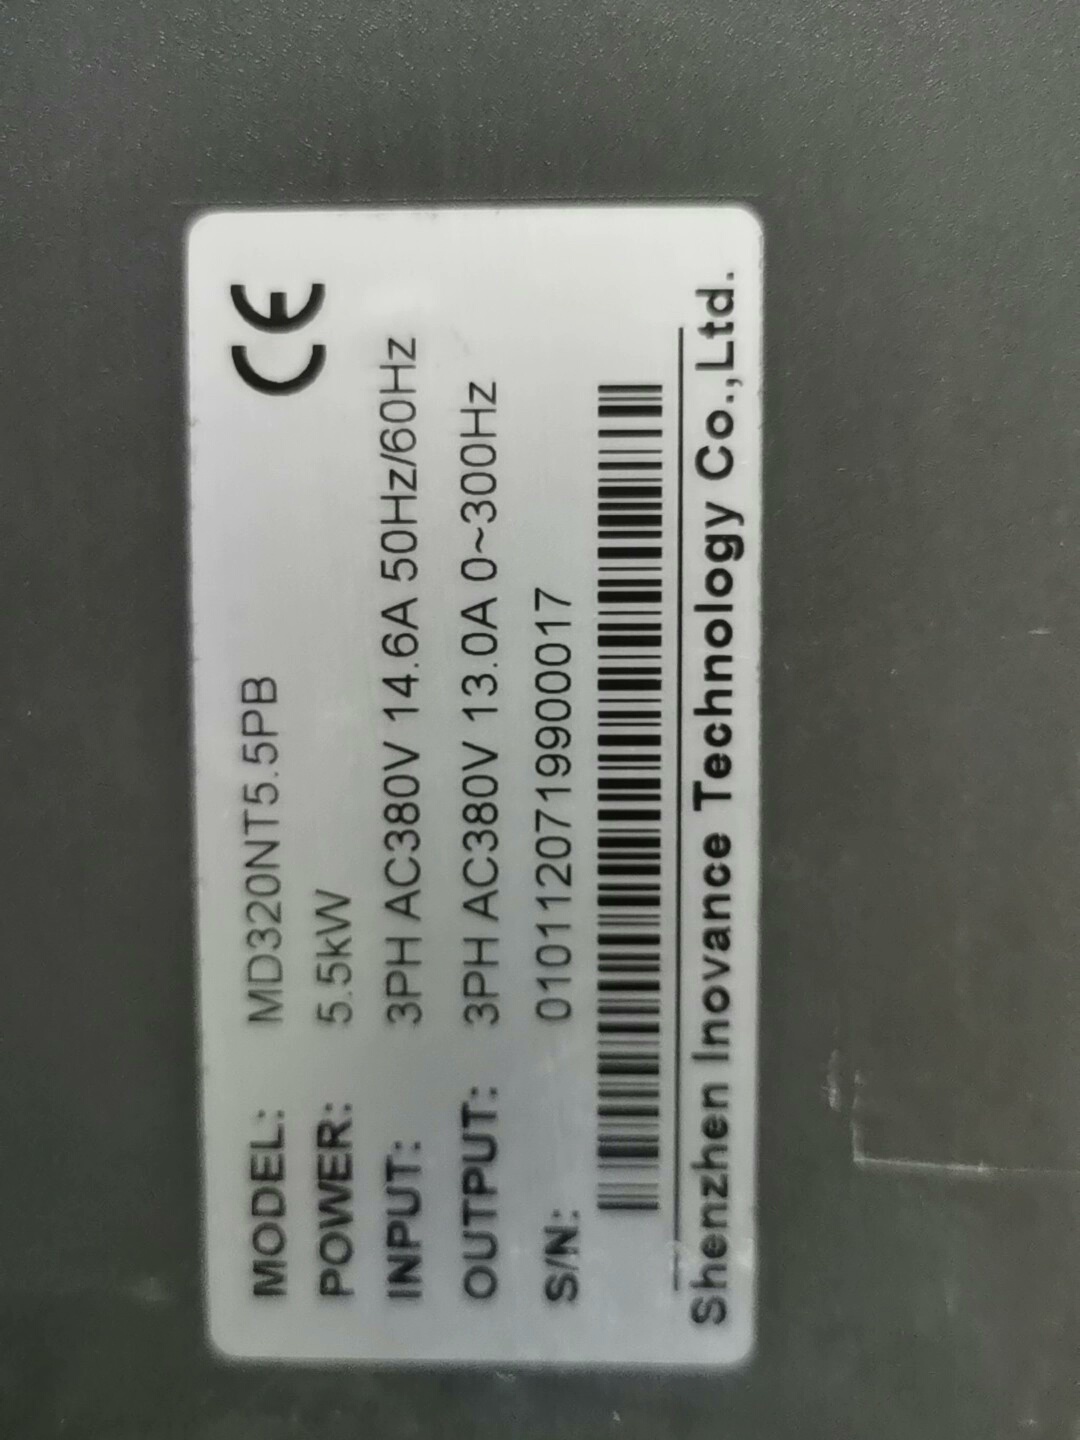 CE
MODEL: MD320NT5.5PB
POWER: 5.5kW
INPUT: 3PH AC380V 14.6A 50Hz/60Hz
OUTPUT: 3PH AC380V 13.0A 0~300Hz
S/N: 0101120719900017
Shenzhen Inovance Technology Co.,Ltd.